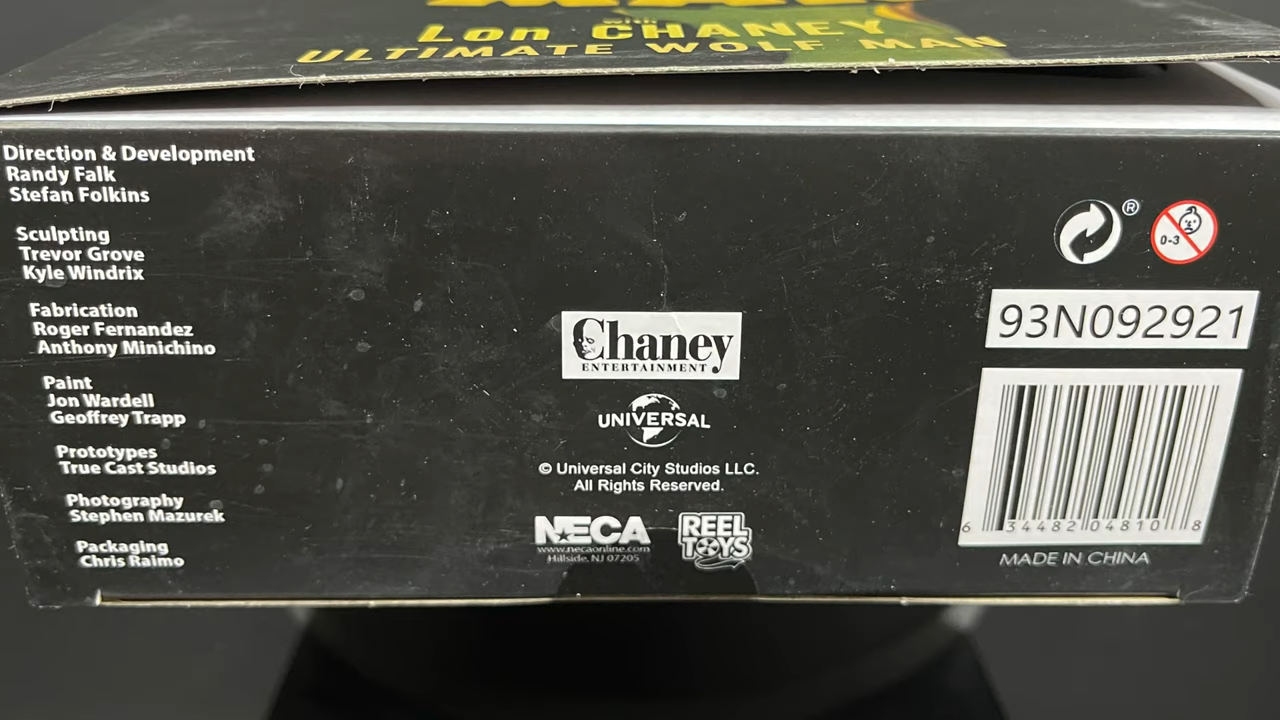 with
Lon CHANEY
ULTIMATE WOLF MAN
Direction & Development
Randy Falk
Stefan Folkins
Sculpting
Trevor Grove
Kyle Windrix
Fabrication
Roger Fernandez
Anthony Minichino
Paint
Jon Wardell
Geoffrey Trapp
Prototypes
True Cast Studios
Photography
Stephen Mazurek
Packaging
Chris Raimo
Chaney
ENTERTAINMENT
UNIVERSAL
© Universal City Studios LLC.
All Rights Reserved.
NECA
www.necaonline.com
Hillside, NJ 07205
REEL
TOYS
®
0-3
93N092921
6 34482 04810 8
MADE IN CHINA